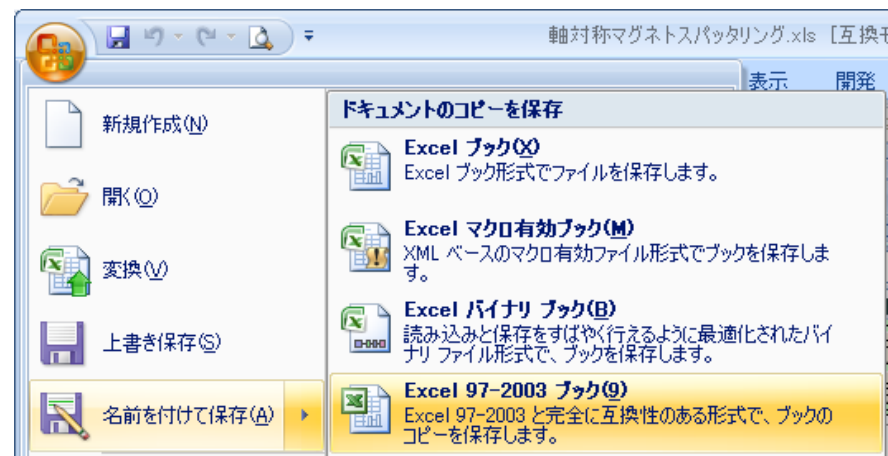 軸対称マグネトスパッタリング.xls [互換モ
表示 開発
新規作成(N)
開く(O)
変換(V)
上書き保存(S)
名前を付けて保存(A)
ドキュメントのコピーを保存
Excel ブック(X)
Excel ブック形式でファイルを保存します。
Excel マクロ有効ブック(M)
XML ベースのマクロ有効ファイル形式でブックを保存しま
す。
Excel バイナリ ブック(B)
読み込みと保存をすばやく行えるように最適化されたバイ
ナリ ファイル形式で、ブックを保存します。
Excel 97-2003 ブック(9)
Excel 97-2003 と完全に互換性のある形式で、ブックの
コピーを保存します。